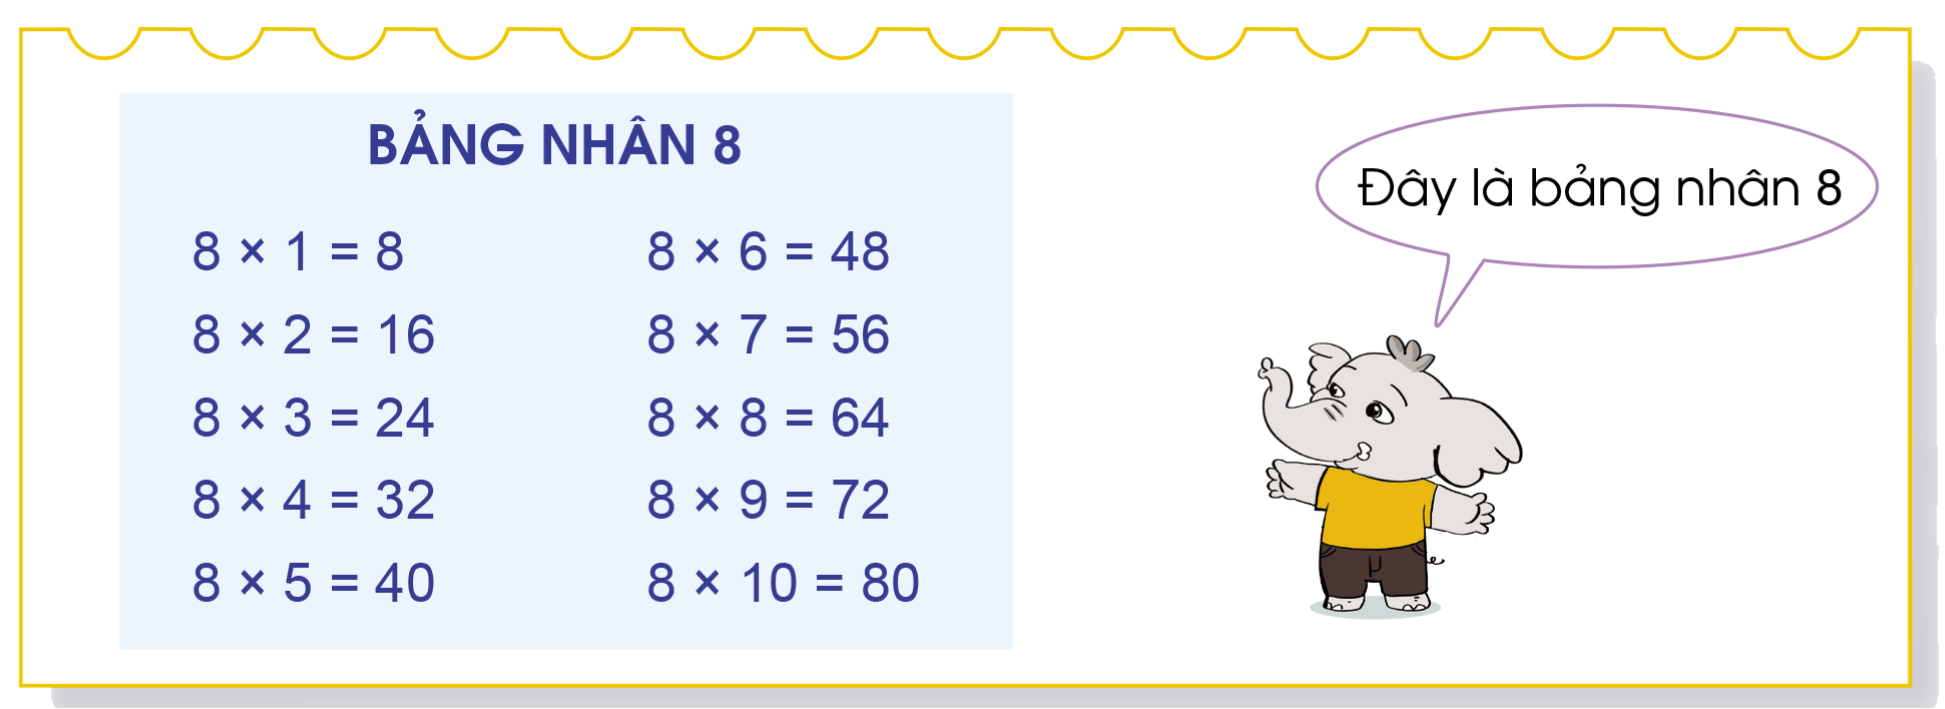 BẢNG NHÂN 8
8 × 1 = 8
8 × 2 = 16
8 × 3 = 24
8 × 4 = 32
8 × 5 = 40
8 × 6 = 48
8 × 7 = 56
8 × 8 = 64
8 × 9 = 72
8 × 10 = 80
Đây là bảng nhân 8